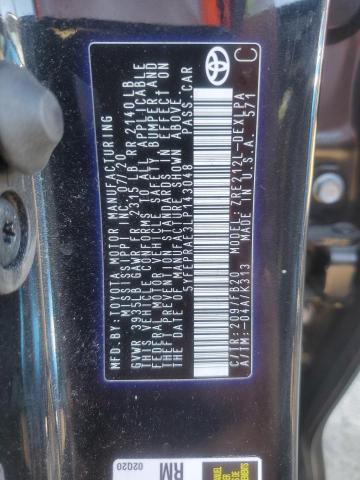 MFD.BY:TOYOTA MOTOR MANUFACTURING
MISSISSIPPI, INC. 07/20
GVWR 3935LB GAWR FR 2315 LB RR 2140 LB
THIS VEHICLE CONFORMS TO ALL APPLICABLE
FEDERAL MOTOR VEHICLE SAFETY BUMPER AND
THEFT PREVENTION STANDARDS IN EFFECT ON
THE DATE OF MANUFACTURE SHOWN ABOVE.
5YFEPRAE3LP143048 PASS.CAR
C/TR:209/FB20 MODEL:ZRE212L-DEXLPA
A/TM:-04A/K313 MADE IN U.S.A. 571
TOYOTA
C
02Q20
RM